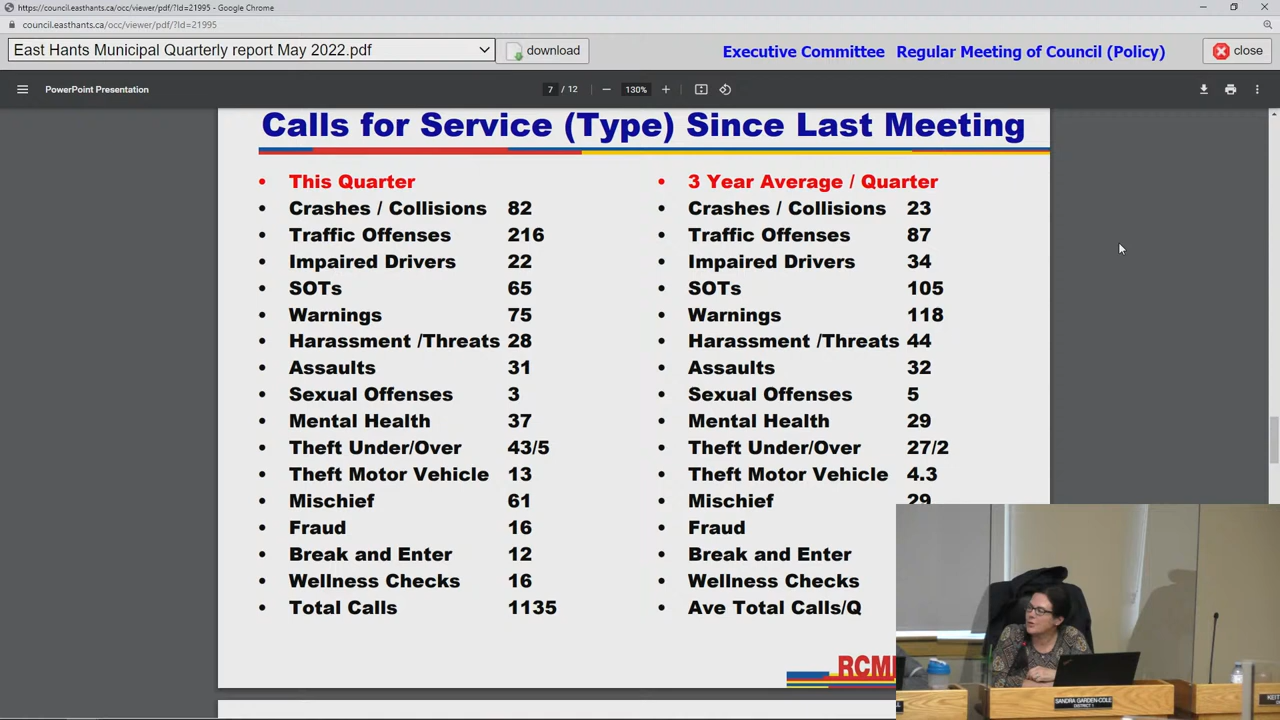 https://council.easthants.ca/occ/viewer/pdf/?Id=21995 - Google Chrome
council.easthants.ca/occ/viewer/pdf/?Id=21995
East Hants Municipal Quarterly report May 2022.pdf
download
Executive Committee Regular Meeting of Council (Policy)
close
PowerPoint Presentation
7 / 12
130%
Calls for Service (Type) Since Last Meeting
• This Quarter
• Crashes / Collisions 82
• Traffic Offenses 216
• Impaired Drivers 22
• SOTs 65
• Warnings 75
• Harassment /Threats 28
• Assaults 31
• Sexual Offenses 3
• Mental Health 37
• Theft Under/Over 43/5
• Theft Motor Vehicle 13
• Mischief 61
• Fraud 16
• Break and Enter 12
• Wellness Checks 16
• Total Calls 1135
• 3 Year Average / Quarter
• Crashes / Collisions 23
• Traffic Offenses 87
• Impaired Drivers 34
• SOTs 105
• Warnings 118
• Harassment /Threats 44
• Assaults 32
• Sexual Offenses 5
• Mental Health 29
• Theft Under/Over 27/2
• Theft Motor Vehicle 4.3
• Mischief 29
• Fraud
• Break and Enter
• Wellness Checks
• Ave Total Calls/Q
RCM
SANDRA GARDEN-COLE
DISTRICT 1